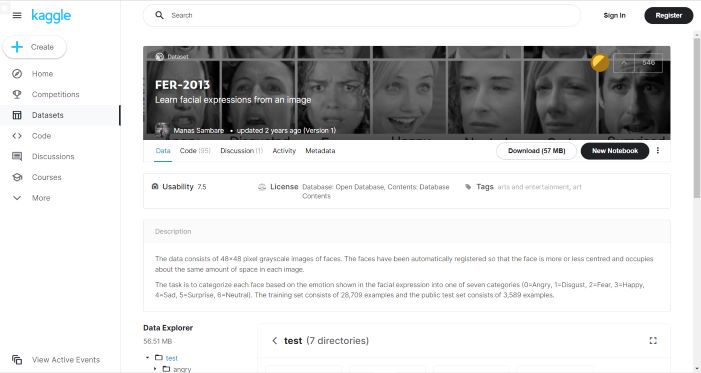 kaggle
Search
Sign In
Register
Create
Home
Competitions
Datasets
Code
Discussions
Courses
More
View Active Events
Dataset
546
FER-2013
Learn facial expressions from an image
Manas Sambare • updated 2 years ago (Version 1)
Data Code (95) Discussion (1) Activity Metadata
Download (57 MB)
New Notebook
Usability 7.5
License Database: Open Database, Contents: Database
Contents
Tags arts and entertainment, art
Description
The data consists of 48×48 pixel grayscale images of faces. The faces have been automatically registered so that the face is more or less centred and occupies
about the same amount of space in each image.
The task is to categorize each face based on the emotion shown in the facial expression into one of seven categories (0=Angry, 1=Disgust, 2=Fear, 3=Happy,
4=Sad, 5=Surprise, 6=Neutral). The training set consists of 28,709 examples and the public test set consists of 3,589 examples.
Data Explorer
56.51 MB
test
angry
test (7 directories)